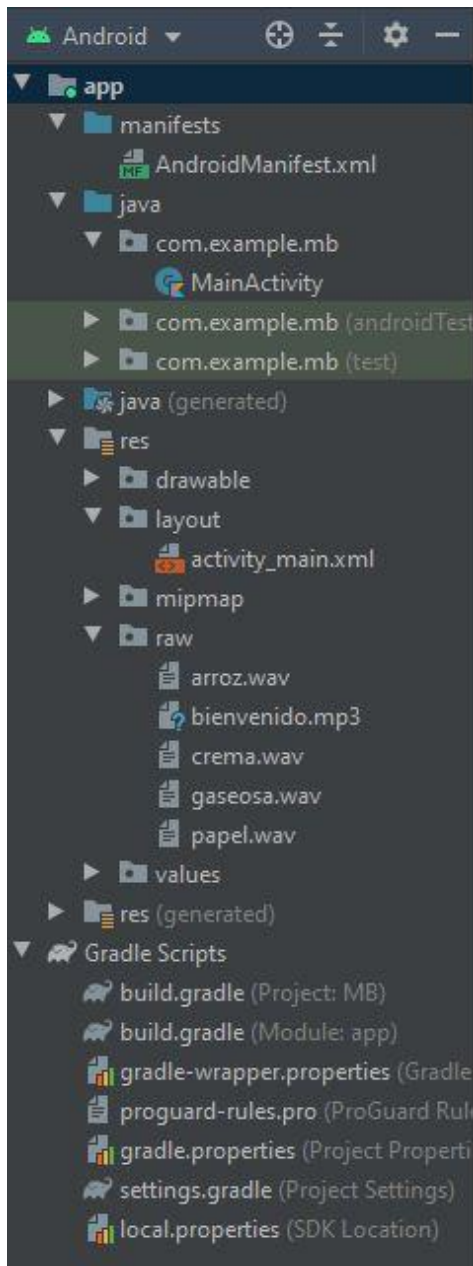 Android
app
manifests
AndroidManifest.xml
java
com.example.mb
MainActivity
com.example.mb (androidTest
com.example.mb (test)
java (generated)
res
drawable
layout
activity_main.xml
mipmap
raw
arroz.wav
bienvenido.mp3
crema.wav
gaseosa.wav
papel.wav
values
res (generated)
Gradle Scripts
build.gradle (Project: MB)
build.gradle (Module: app)
gradle-wrapper.properties (Gradle
proguard-rules.pro (ProGuard Rul
gradle.properties (Project Properti
settings.gradle (Project Settings)
local.properties (SDK Location)